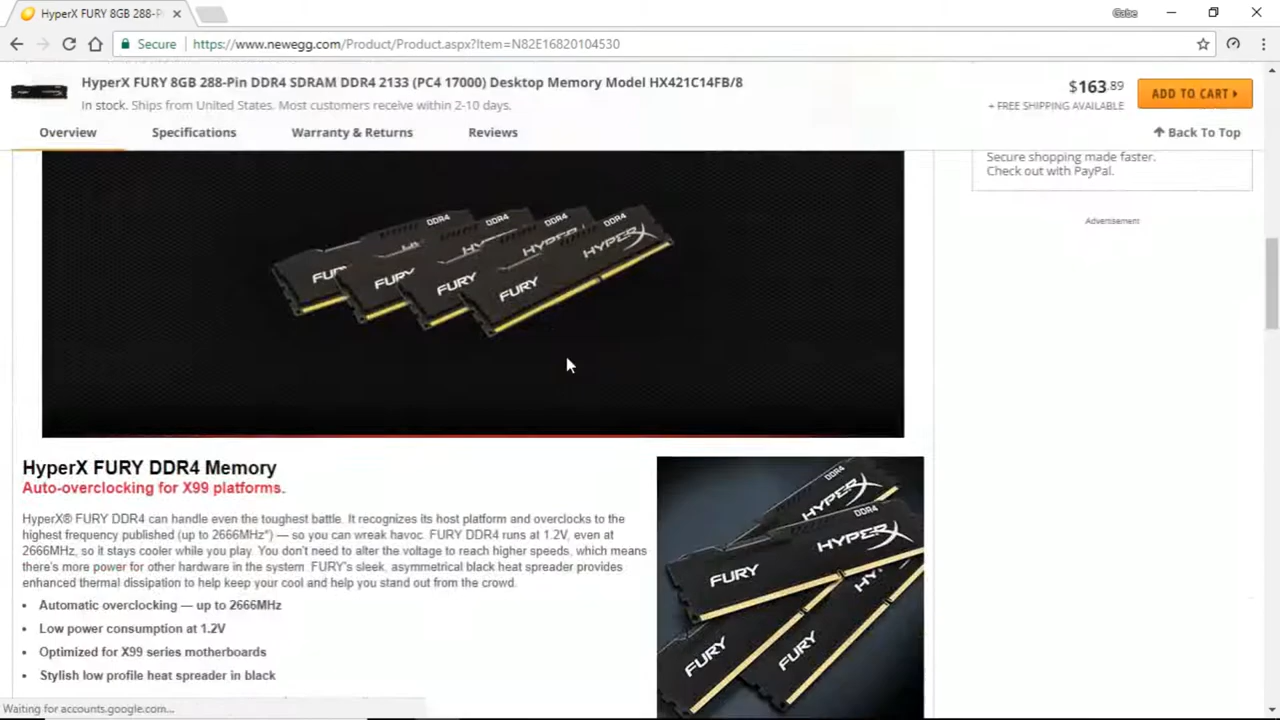 HyperX FURY 8GB 288-P
Gabe
Secure https://www.newegg.com/Product/Product.aspx?Item=N82E16820104530
HyperX FURY 8GB 288-Pin DDR4 SDRAM DDR4 2133 (PC4 17000) Desktop Memory Model HX421C14FB/8
$163.89
ADD TO CART
In stock. Ships from United States. Most customers receive within 2-10 days.
+ FREE SHIPPING AVAILABLE
Overview Specifications Warranty & Returns Reviews Back To Top
Secure shopping made faster.
Check out with PayPal.
Advertisement
DDR4 DDR4 DDR4 DDR4
HYPERX HYPERX
FURY FURY FURY FURY
HyperX FURY DDR4 Memory
Auto-overclocking for X99 platforms.
HyperX® FURY DDR4 can handle even the toughest battle. It recognizes its host platform and overclocks to the
highest frequency published (up to 2666MHz*) — so you can wreak havoc. FURY DDR4 runs at 1.2V, even at
2666MHz, so it stays cooler while you play. You don't need to alter the voltage to reach higher speeds, which means
there's more power for other hardware in the system. FURY's sleek, asymmetrical black heat spreader provides
enhanced thermal dissipation to help keep your cool and help you stand out from the crowd.
• Automatic overclocking — up to 2666MHz
• Low power consumption at 1.2V
• Optimized for X99 series motherboards
• Stylish low profile heat spreader in black
DDR4
HYPERX
DDR4
HYPERX
FURY
HY
FURY FURY
Waiting for accounts.google.com...